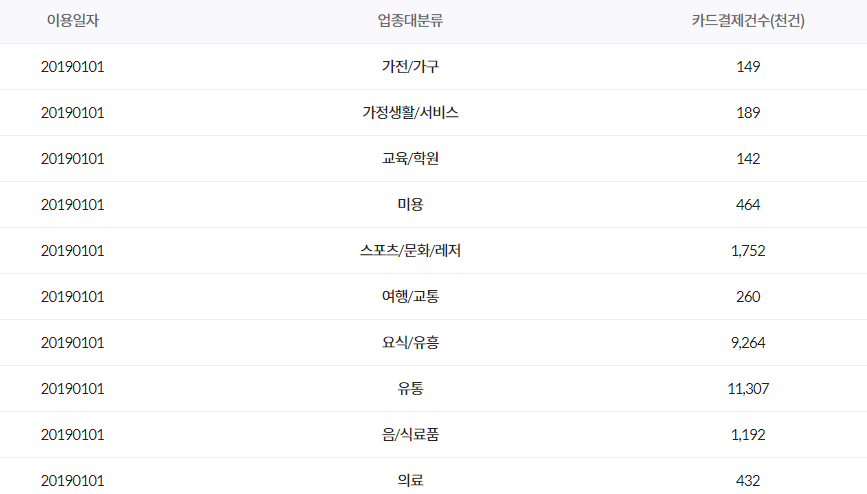 이용일자 업종대분류 카드결제건수(천건)
20190101 가전/가구 149
20190101 가정생활/서비스 189
20190101 교육/학원 142
20190101 미용 464
20190101 스포츠/문화/레저 1,752
20190101 여행/교통 260
20190101 요식/유흥 9,264
20190101 유통 11,307
20190101 음/식료품 1,192
20190101 의료 432